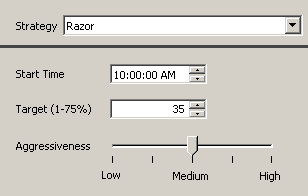 Strategy Razor
Start Time 10:00:00 AM
Target (1-75%) 35
Aggressiveness
Low Medium High